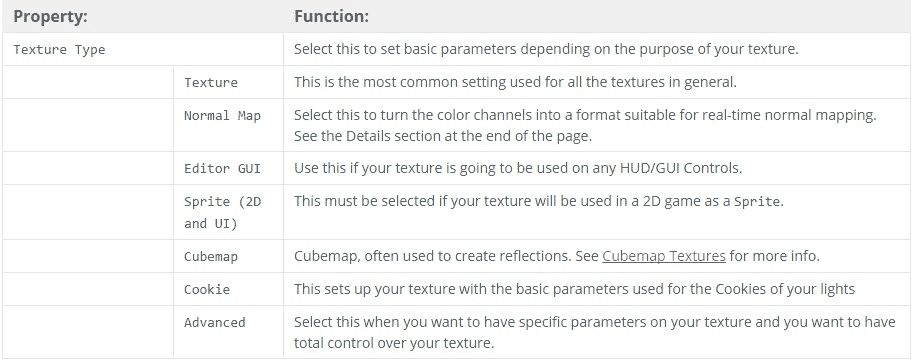 Property: Function:
Texture Type Select this to set basic parameters depending on the purpose of your texture.
Texture This is the most common setting used for all the textures in general.
Normal Map Select this to turn the color channels into a format suitable for real-time normal mapping.
See the Details section at the end of the page.
Editor GUI Use this if your texture is going to be used on any HUD/GUI Controls.
Sprite (2D This must be selected if your texture will be used in a 2D game as a Sprite.
and UI)
Cubemap Cubemap, often used to create reflections. See Cubemap Textures for more info.
Cookie This sets up your texture with the basic parameters used for the Cookies of your lights
Advanced Select this when you want to have specific parameters on your texture and you want to have
total control over your texture.